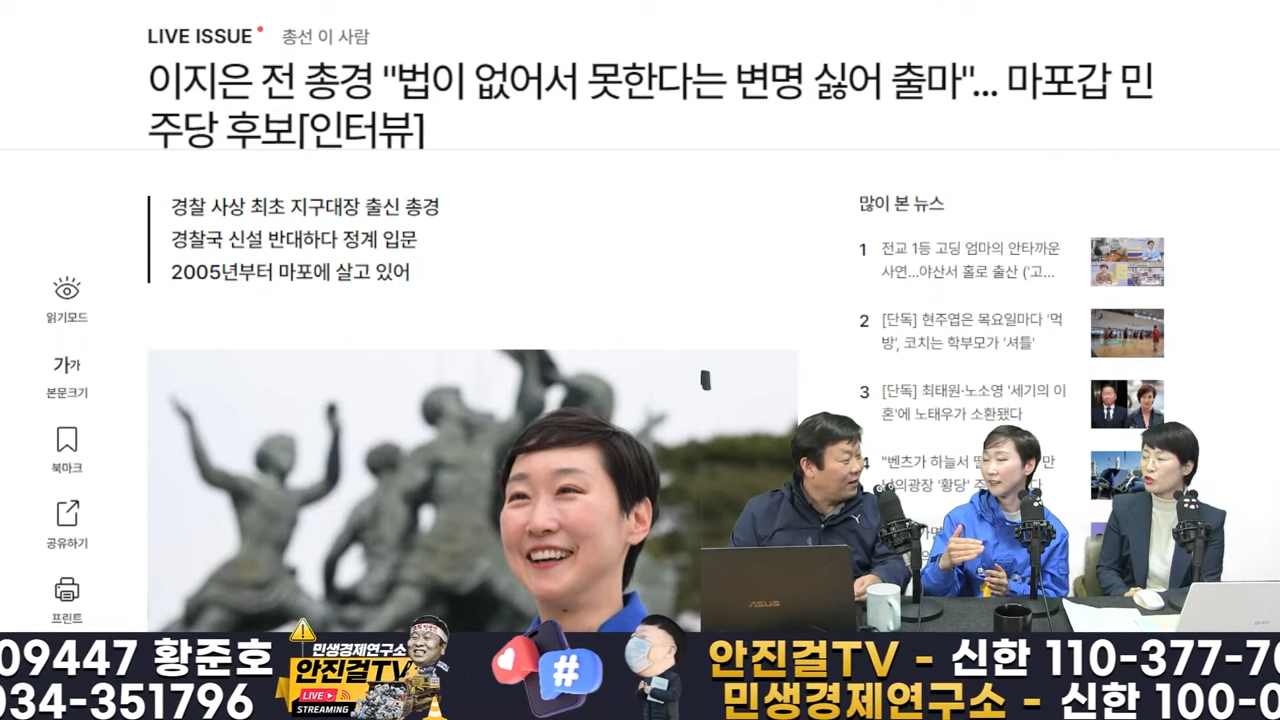 LIVE ISSUE 총선 이 사람
이지은 전 총경 "법이 없어서 못한다는 변명 싫어 출마"... 마포갑 민
주당 후보[인터뷰]
경찰 사상 최초 지구대장 출신 총경
경찰국 신설 반대하다 정계 입문
2005년부터 마포에 살고 있어
읽기모드
가가
본문크기
북마크
공유하기
프린트
많이 본 뉴스
1 전교 1등 고딩 엄마의 안타까운
사연...야산서 홀로 출산 ('고...
2 [단독] 현주엽은 목요일마다 '먹
방', 코치는 학부모가 '셔틀'
3 [단독] 최태원·노소영 '세기의 이
혼'에 노태우가 소환됐다
4 "벤츠가 하늘서 만
의광장 '황당'
ASUS
09447 황준호
034-351796
민생경제연구소
안진걸TV
LIVE
STREAMING
#
안진걸TV - 신한 110-377-70
민생경제연구소 - 신한 100-0